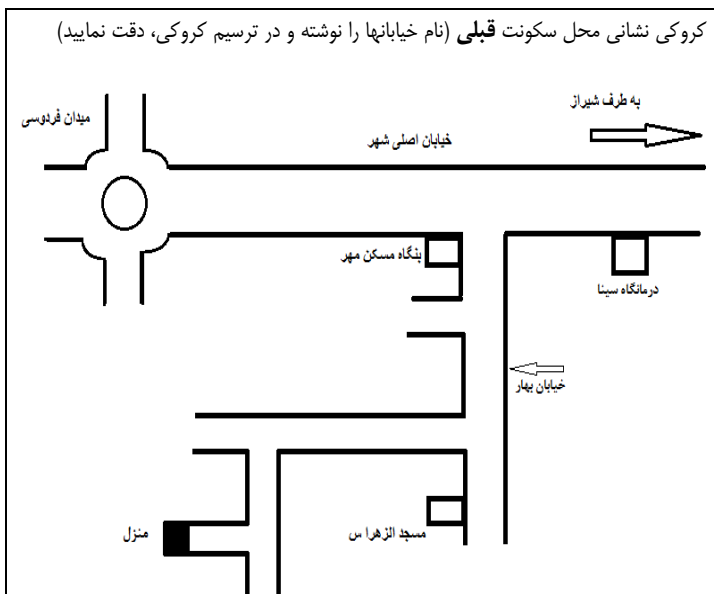 کروکی نشانی محل سکونت قبلی (نام خیابانها را نوشته و در ترسیم کروکی، دقت نمایید)
به طرف شیراز
میدان فردوسی
خیابان اصلی شهر
بنگاه مسکن مهر
درمانگاه سینا
خیابان بهار
مسجد الزهرا س
منزل